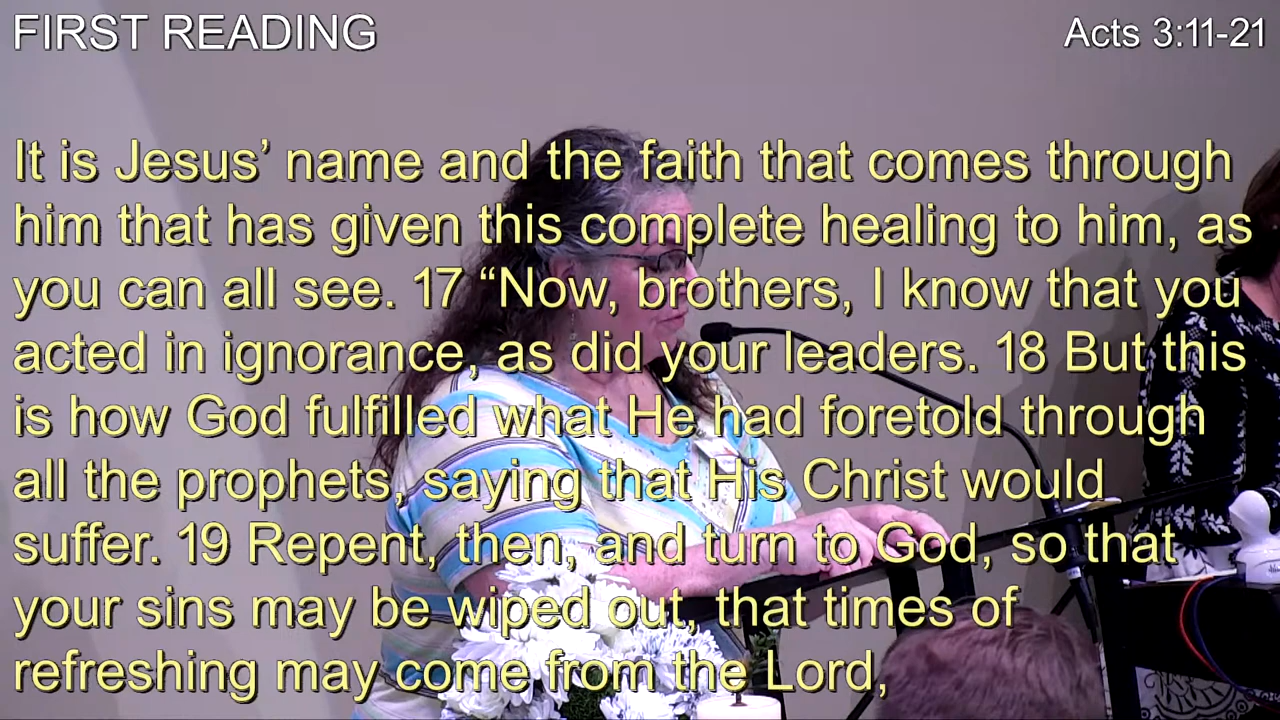 FIRST READING
Acts 3:11-21
It is Jesus’ name and the faith that comes through
him that has given this complete healing to him, as
you can all see. 17 “Now, brothers, I know that you
acted in ignorance, as did your leaders. 18 But this
is how God fulfilled what He had foretold through
all the prophets, saying that His Christ would
suffer. 19 Repent, then, and turn to God, so that
your sins may be wiped out, that times of
refreshing may come from the Lord,